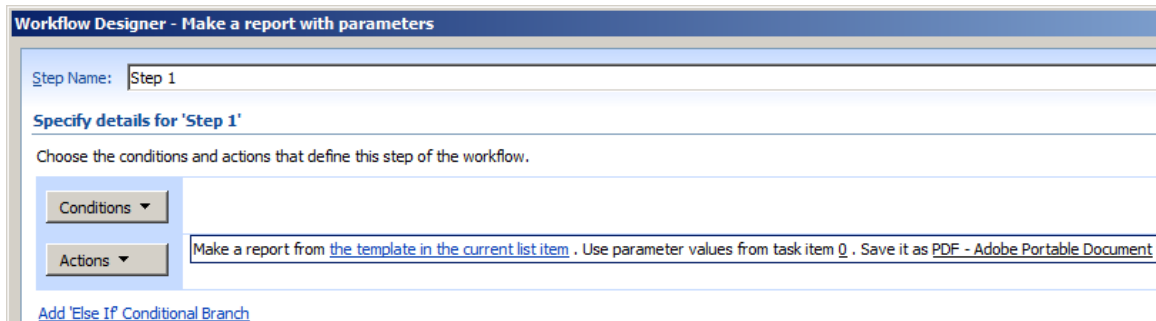 Workflow Designer - Make a report with parameters
Step Name: Step 1
Specify details for 'Step 1'
Choose the conditions and actions that define this step of the workflow.
Conditions
Actions
Make a report from the template in the current list item . Use parameter values from task item 0 . Save it as PDF - Adobe Portable Document
Add 'Else If' Conditional Branch